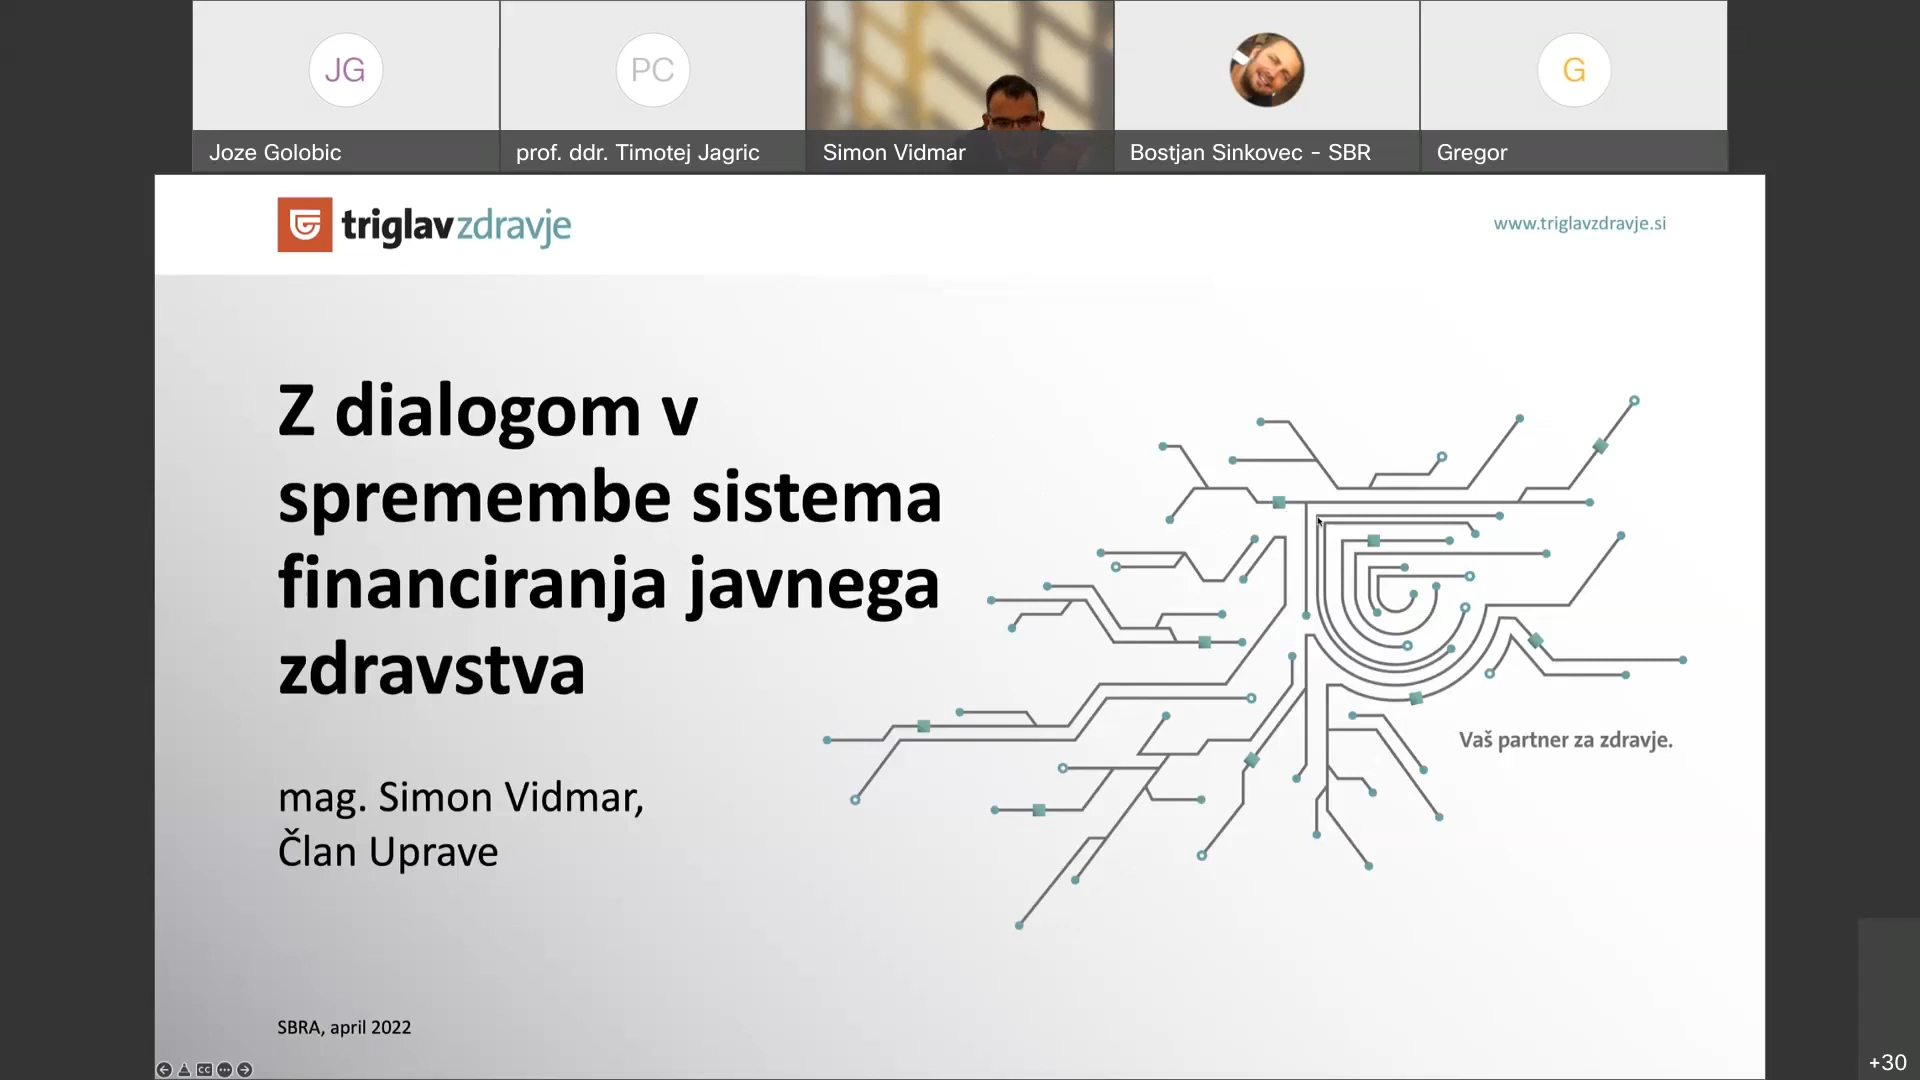 JG
PC
G
Joze Golobic
prof. ddr. Timotej Jagric
Simon Vidmar
Bostjan Sinkovec - SBR
Gregor
triglavzdravje
www.triglavzdravje.si
Z dialogom v
spremembe sistema
financiranja javnega
zdravstva
Vaš partner za zdravje.
mag. Simon Vidmar,
Član Uprave
SBRA, april 2022
CC
+30